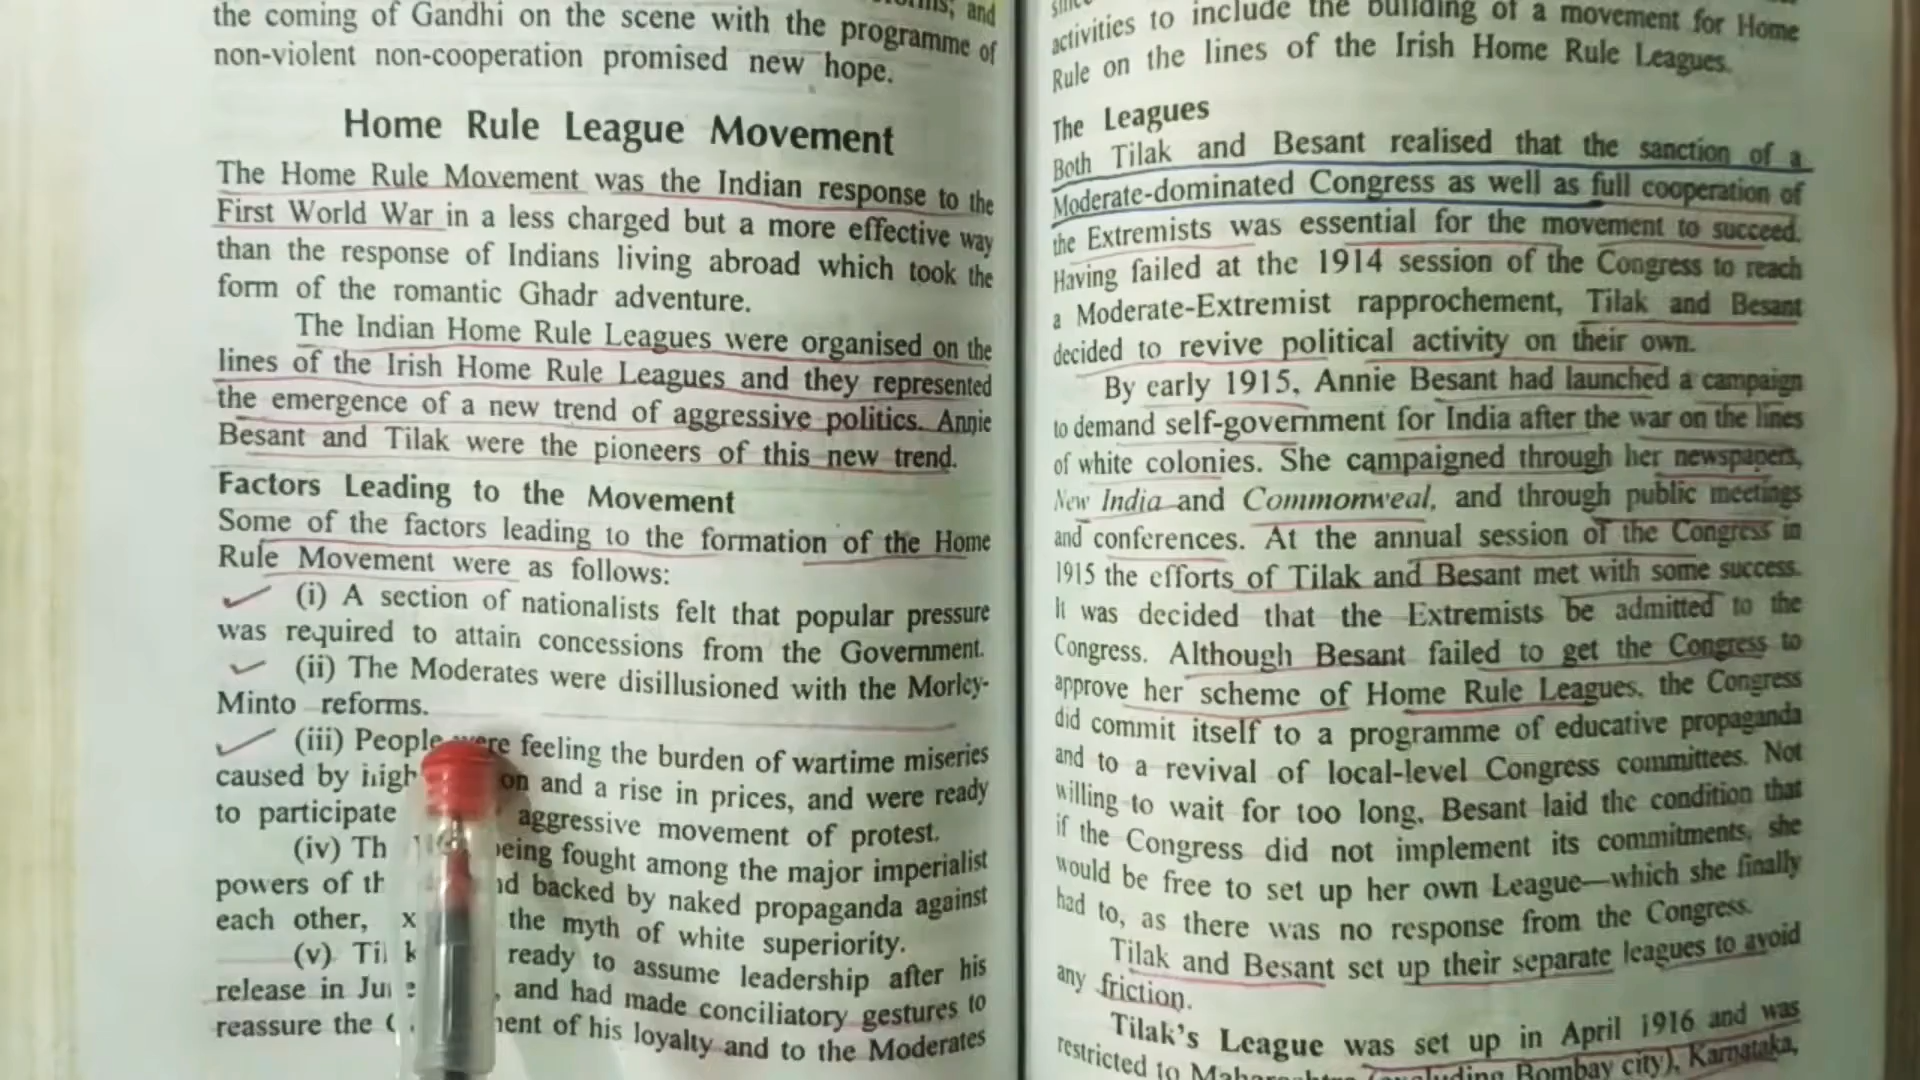 and
the coming of Gandhi on the scene with the programme of
non-violent non-cooperation promised new hope.
Home Rule League Movement
The Home Rule Movement was the Indian response to the
First World War in a less charged but a more effective way
than the response of Indians living abroad which took the
form of the romantic Ghadr adventure.
The Indian Home Rule Leagues were organised on the
lines of the Irish Home Rule Leagues and they represented
the emergence of a new trend of aggressive politics. Annie
Besant and Tilak were the pioneers of this new trend.
Factors Leading to the Movement
Some of the factors leading to the formation of the Home
Rule Movement were as follows:
(i) A section of nationalists felt that popular pressure
was required to attain concessions from the Government.
(ii) The Moderates were disillusioned with the Morley-
Minto reforms.
(iii) People were feeling the burden of wartime miseries
caused by high on and a rise in prices, and were ready
to participate aggressive movement of protest.
(iv) Th being fought among the major imperialist
powers of backed by naked propaganda against
each other, the myth of white superiority.
(v) ready to assume leadership after his
release in , and had made conciliatory gestures to
reassure the of his loyalty and to the Moderates
activities to include the building of a movement for Home
Rule on the lines of the Irish Home Rule Leagues.
The Leagues
Both Tilak and Besant realised that the sanction of a
Moderate-dominated Congress as well as full cooperation of
the Extremists was essential for the movement to succeed.
Having failed at the 1914 session of the Congress to reach
a Moderate-Extremist rapprochement, Tilak and Besant
decided to revive political activity on their own.
By early 1915, Annie Besant had launched a campaign
to demand self-government for India after the war on the lines
of white colonies. She campaigned through her newspapers,
New India and Commonweal, and through public meetings
and conferences. At the annual session of the Congress in
1915 the efforts of Tilak and Besant met with some success.
It was decided that the Extremists be admitted to the
Congress. Although Besant failed to get the Congress to
approve her scheme of Home Rule Leagues, the Congress
did commit itself to a programme of educative propaganda
and to a revival of local-level Congress committees. Not
willing to wait for too long, Besant laid the condition that
if the Congress did not implement its commitments, she
would be free to set up her own League—which she finally
had to, as there was no response from the Congress.
Tilak and Besant set up their separate leagues to avoid
any friction.
Tilak's League was set up in April 1916 and was
restricted to Bombay city), Karnataka,